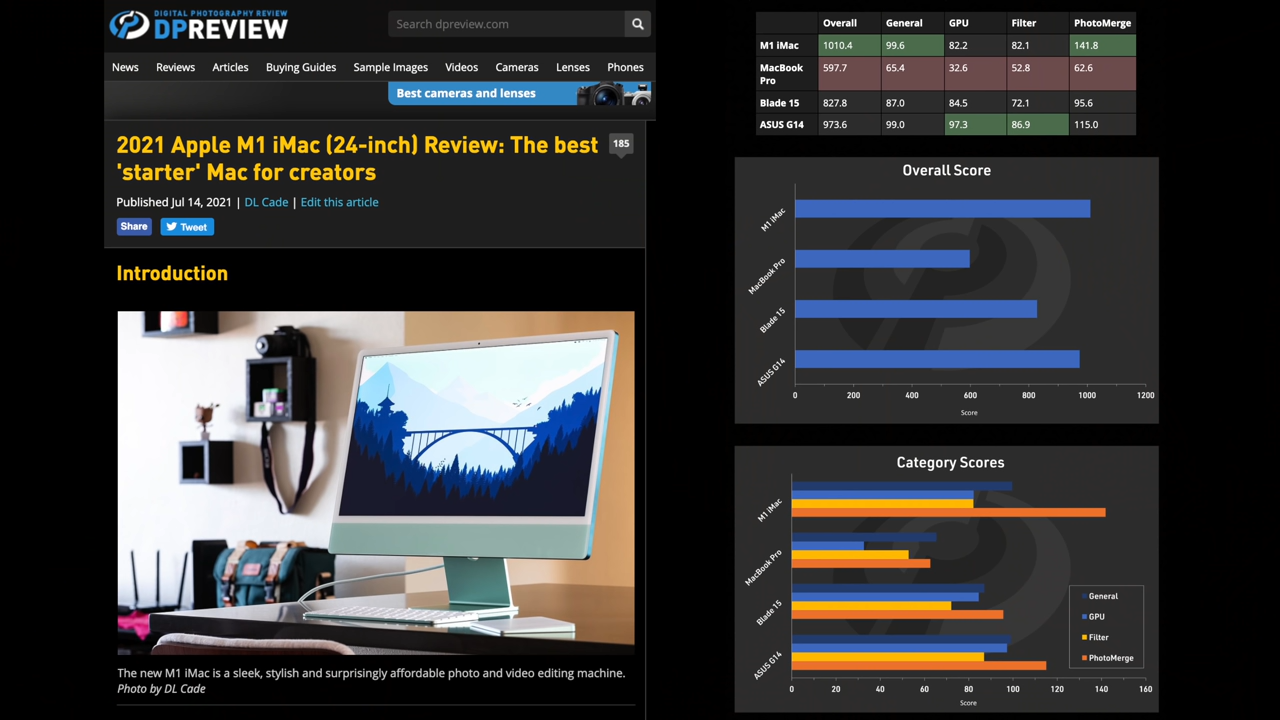 DIGITAL PHOTOGRAPHY REVIEW
DPREVIEW
Search dpreview.com
News Reviews Articles Buying Guides Sample Images Videos Cameras Lenses Phones
Best cameras and lenses
2021 Apple M1 iMac (24-inch) Review: The best
'starter' Mac for creators
185
Published Jul 14, 2021 | DL Cade | Edit this article
Share Tweet
Introduction
The new M1 iMac is a sleek, stylish and surprisingly affordable photo and video editing machine.
Photo by DL Cade
Overall General GPU Filter PhotoMerge
M1 iMac 1010.4 99.6 82.2 82.1 141.8
MacBook
Pro 597.7 65.4 32.6 52.8 62.6
Blade 15 827.8 87.0 84.5 72.1 95.6
ASUS G14 973.6 99.0 97.3 86.9 115.0
Overall Score
M1 iMac
MacBook Pro
Blade 15
ASUS G14
0 200 400 600 800 1000 1200
Score
Category Scores
M1 iMac
MacBook Pro
Blade 15
ASUS G14
General
GPU
Filter
PhotoMerge
0 20 40 60 80 100 120 140 160
Score